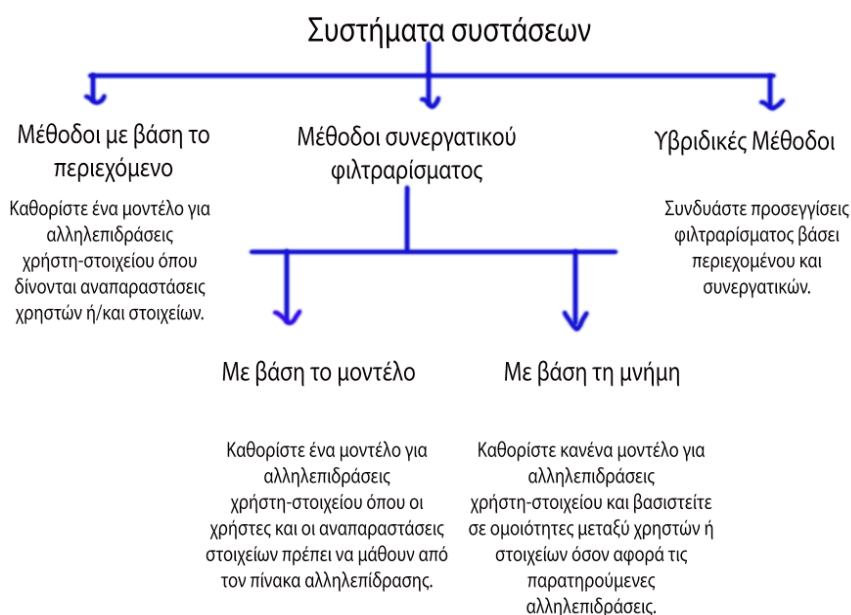 Συστήματα συστάσεων
Μέθοδοι με βάση το
περιεχόμενο
Καθορίστε ένα μοντέλο για
αλληλεπιδράσεις
χρήστη-στοιχείου όπου
δίνονται αναπαραστάσεις
χρηστών ή/και στοιχείων.
Μέθοδοι συνεργατικού
φιλτραρίσματος
Υβριδικές Μέθοδοι
Συνδυάστε προσεγγίσεις
φιλτραρίσματος βάσει
περιεχομένου και
συνεργατικών.
Με βάση το μοντέλο
Καθορίστε ένα μοντέλο για
αλληλεπιδράσεις
χρήστη-στοιχείου όπου οι
χρήστες και οι αναπαραστάσεις
στοιχείων πρέπει να μάθουν από
τον πίνακα αλληλεπίδρασης.
Με βάση τη μνήμη
Καθορίστε κανένα μοντέλο για
αλληλεπιδράσεις
χρήστη-στοιχείου και βασιστείτε
σε ομοιότητες μεταξύ χρηστών ή
στοιχείων όσον αφορά τις
παρατηρούμενες
αλληλεπιδράσεις.